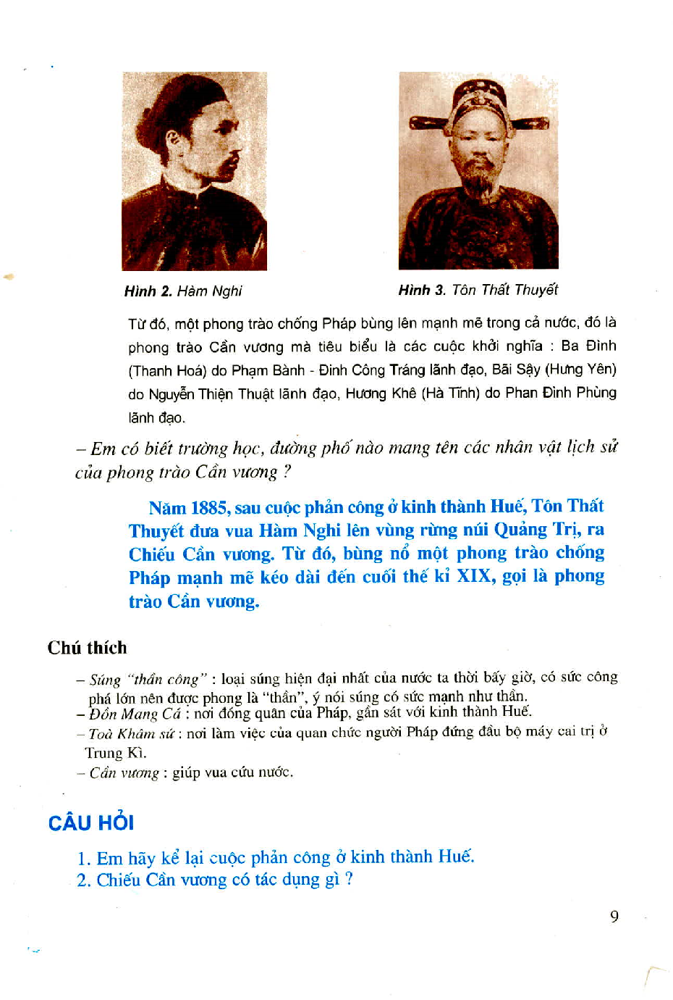 Hình 2. Hàm Nghi
Hình 3. Tôn Thất Thuyết
Từ đó, một phong trào chống Pháp bùng lên mạnh mẽ trong cả nước, đó là
phong trào Cần vương mà tiêu biểu là các cuộc khởi nghĩa : Ba Đình
(Thanh Hoá) do Phạm Bành - Đinh Công Tráng lãnh đạo, Bãi Sậy (Hưng Yên)
do Nguyễn Thiện Thuật lãnh đạo, Hương Khê (Hà Tĩnh) do Phan Đình Phùng
lãnh đạo.
– Em có biết trường học, đường phố nào mang tên các nhân vật lịch sử
của phong trào Cần vương ?
Năm 1885, sau cuộc phản công ở kinh thành Huế, Tôn Thất
Thuyết đưa vua Hàm Nghi lên vùng rừng núi Quảng Trị, ra
Chiếu Cần vương. Từ đó, bùng nổ một phong trào chống
Pháp mạnh mẽ kéo dài đến cuối thế kỉ XIX, gọi là phong
trào Cần vương.
Chú thích
– Súng "thần công" : loại súng hiện đại nhất của nước ta thời bấy giờ, có sức công
phá lớn nên được phong là "thần", ý nói súng có sức mạnh như thần.
– Đồn Mang Cá : nơi đóng quân của Pháp, gần sát với kinh thành Huế.
– Toà Khâm sứ : nơi làm việc của quan chức người Pháp đứng đầu bộ máy cai trị ở
Trung Kì.
– Cần vương : giúp vua cứu nước.
CÂU HỎI
1. Em hãy kể lại cuộc phản công ở kinh thành Huế.
2. Chiếu Cần vương có tác dụng gì ?
9